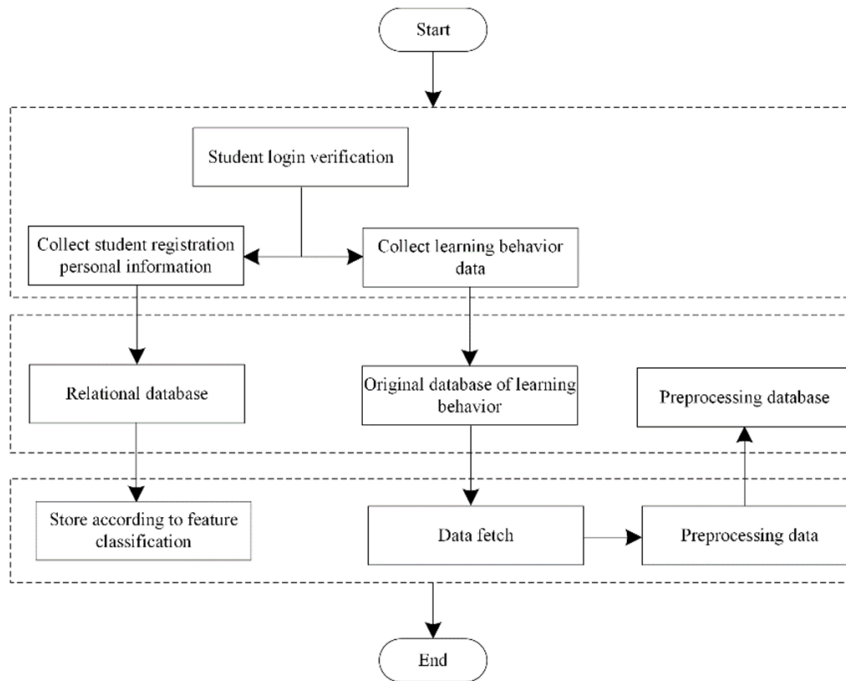 Start
Student login verification
Collect student registration
personal information
Collect learning behavior
data
Relational database
Original database of learning
behavior
Preprocessing database
Store according to feature
classification
Data fetch
Preprocessing data
End